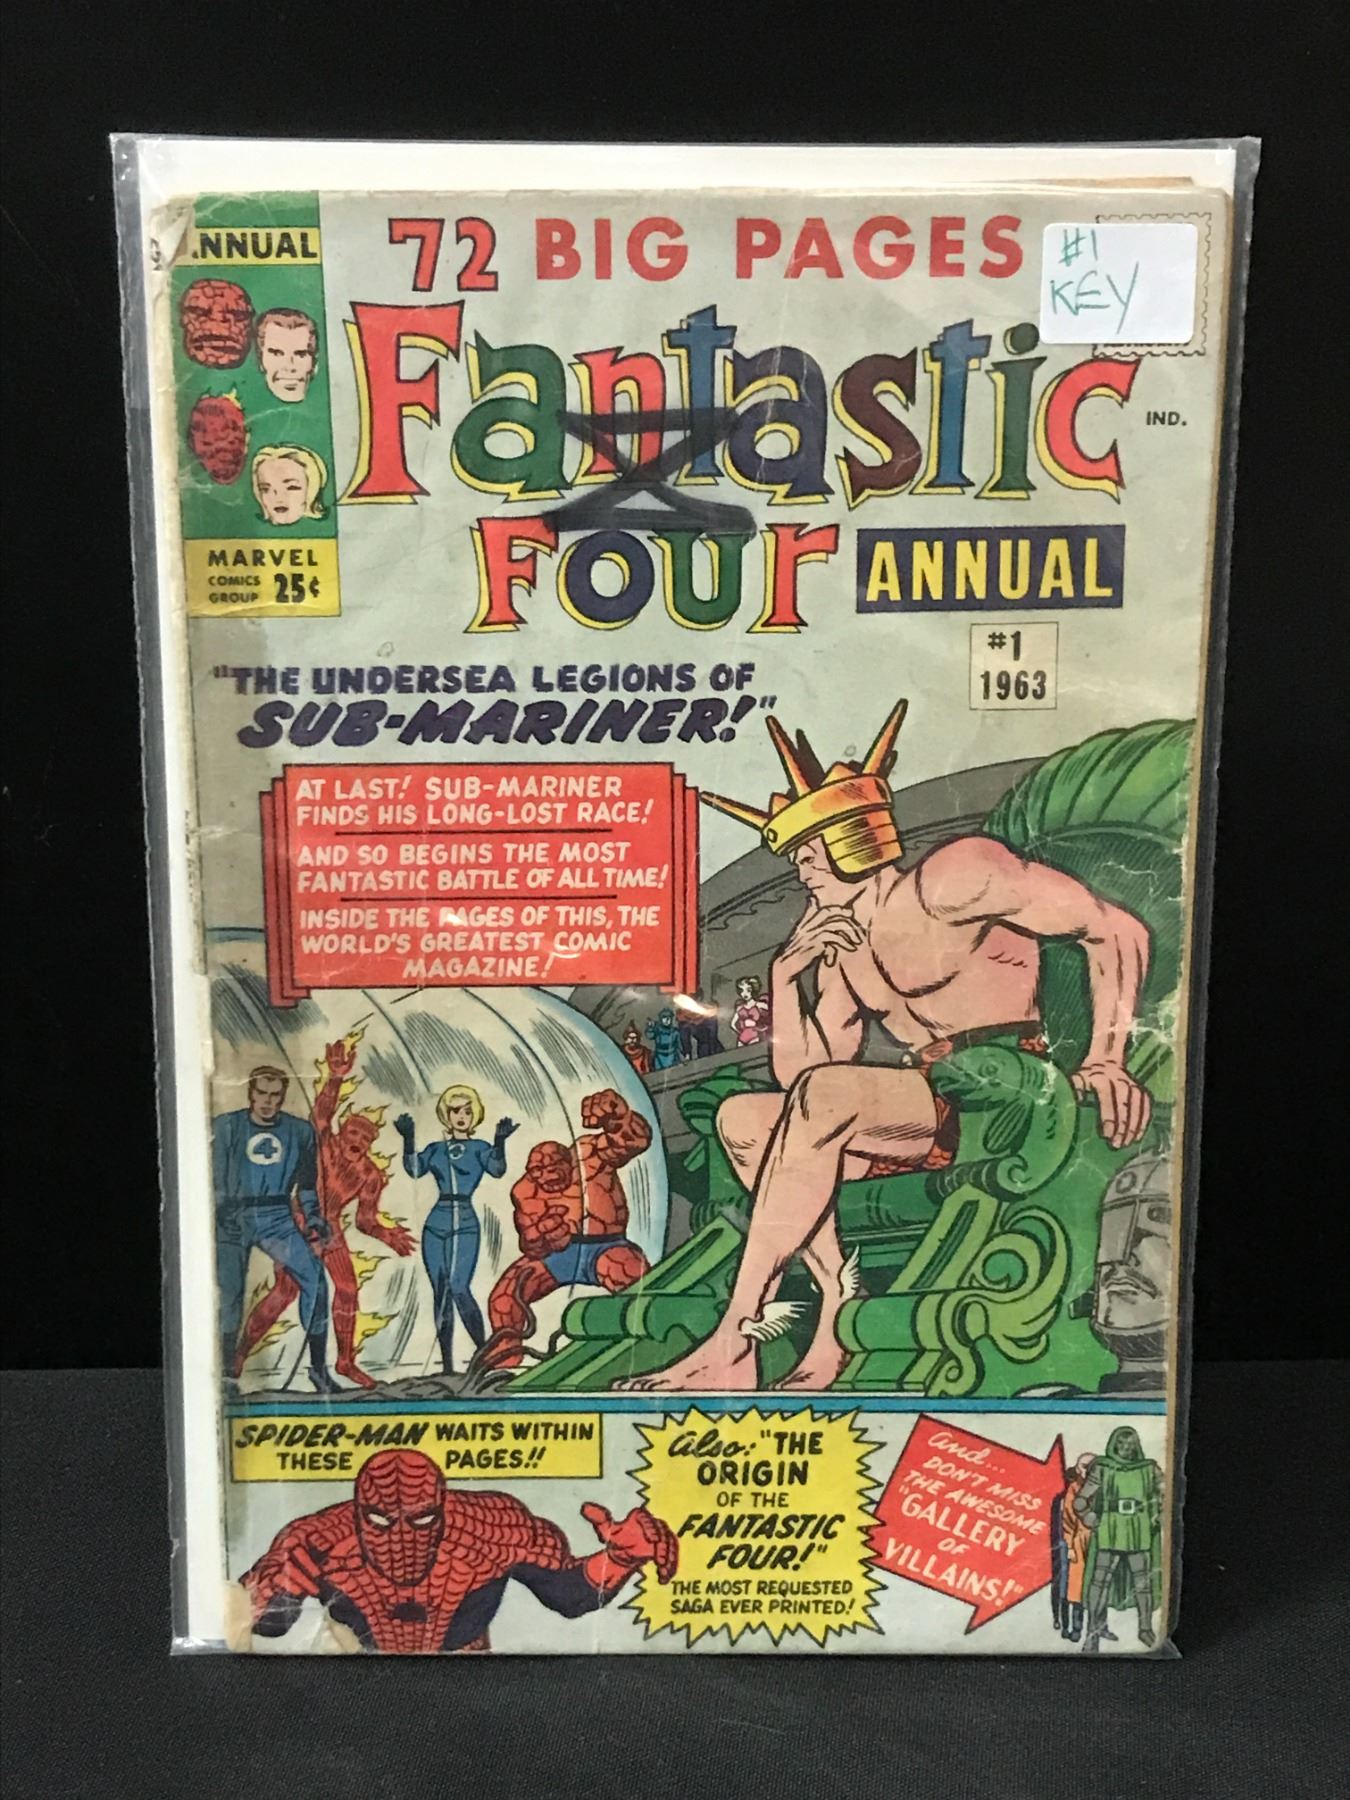 ANNUAL
72 BIG PAGES
#1
KEY
Fantastic
Four
ANNUAL
IND.
MARVEL
COMICS
GROUP
25¢
#1
1963
"THE UNDERSEA LEGIONS OF
SUB-MARINER!"
AT LAST! SUB-MARINER
FINDS HIS LONG-LOST RACE!
AND SO BEGINS THE MOST
FANTASTIC BATTLE OF ALL TIME!
INSIDE THE PAGES OF THIS, THE
WORLD'S GREATEST COMIC
MAGAZINE!
4
SPIDER-MAN WAITS WITHIN
THESE PAGES!!
Also: "THE
ORIGIN
OF THE
FANTASTIC
FOUR!"
THE MOST REQUESTED
SAGA EVER PRINTED!
And...
DON'T MISS
THE AWESOME
"GALLERY
OF
VILLAINS!"